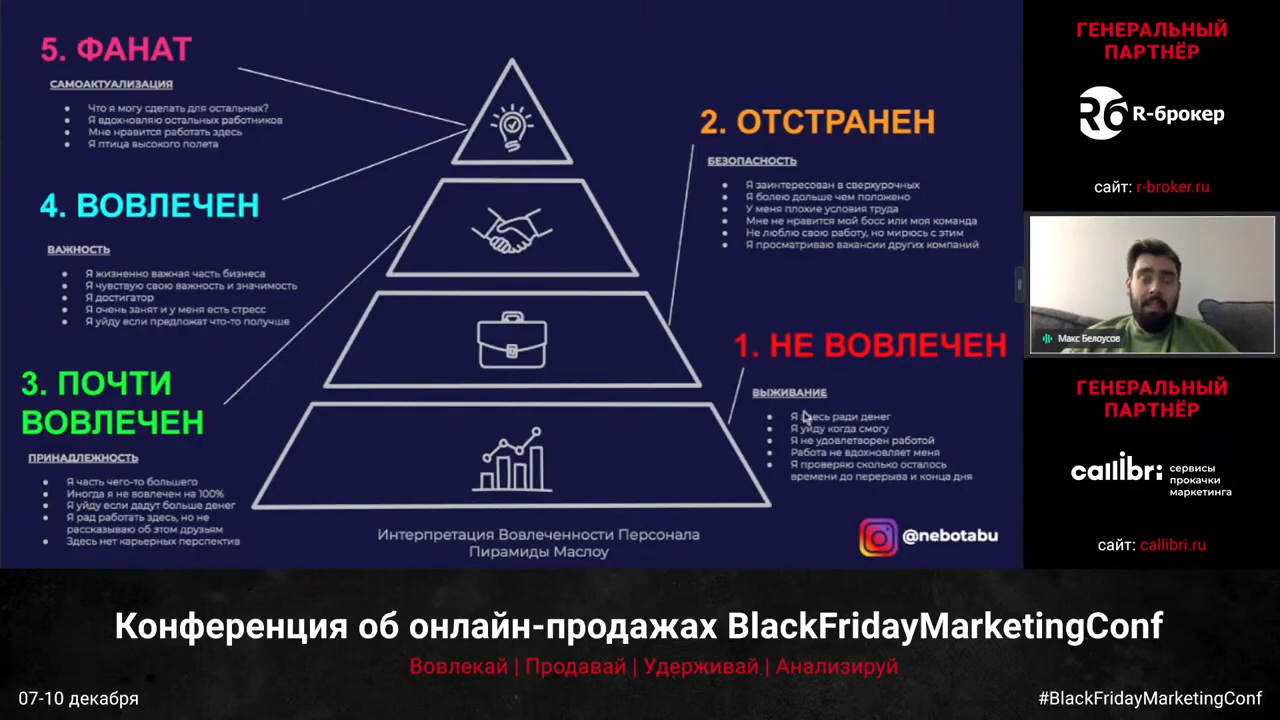 5. ФАНАТ
САМОАКТУАЛИЗАЦИЯ
Что я могу сделать для остальных?
Я вдохновляю остальных работников
Мне нравится работать здесь
Я птица высокого полета
4. ВОВЛЕЧЕН
ВАЖНОСТЬ
Я жизненно важная часть бизнеса
Я чувствую свою важность и значимость
Я достигатор
Я очень занят и у меня есть стресс
Я уйду если предложат что-то получше
3. ПОЧТИ
ВОВЛЕЧЕН
ПРИНАДЛЕЖНОСТЬ
Я часть чего-то большего
Иногда я не вовлечен на 100%
Я уйду если дадут больше денег
Я рад работать здесь, но не
рассказываю об этом друзьям
Здесь нет карьерных перспектив
2. ОТСТРАНЕН
БЕЗОПАСНОСТЬ
Я заинтересован в сверхурочных
Я болею дольше чем положено
У меня плохие условия труда
Мне не нравится мой босс или моя команда
Не люблю свою работу, но мирюсь с этим
Я просматриваю вакансии других компаний
1. НЕ ВОВЛЕЧЕН
ВЫЖИВАНИЕ
Я здесь ради денег
Я уйду когда смогу
Я не удовлетворен работой
Работа не вдохновляет меня
Я проверяю сколько осталось
времени до перерыва и конца дня
Интерпретация Вовлеченности Персонала
Пирамиды Маслоу
@nebotabu
ГЕНЕРАЛЬНЫЙ
ПАРТНЁР
R6 R-брокер
сайт: r-broker.ru
Макс Белоусов
ГЕНЕРАЛЬНЫЙ
ПАРТНЁР
callibri
сервисы
прокачки
маркетинга
сайт: callibri.ru
Конференция об онлайн-продажах BlackFridayMarketingConf
Вовлекай | Продавай | Удерживай | Анализируй
07-10 декабря
#BlackFridayMarketingConf